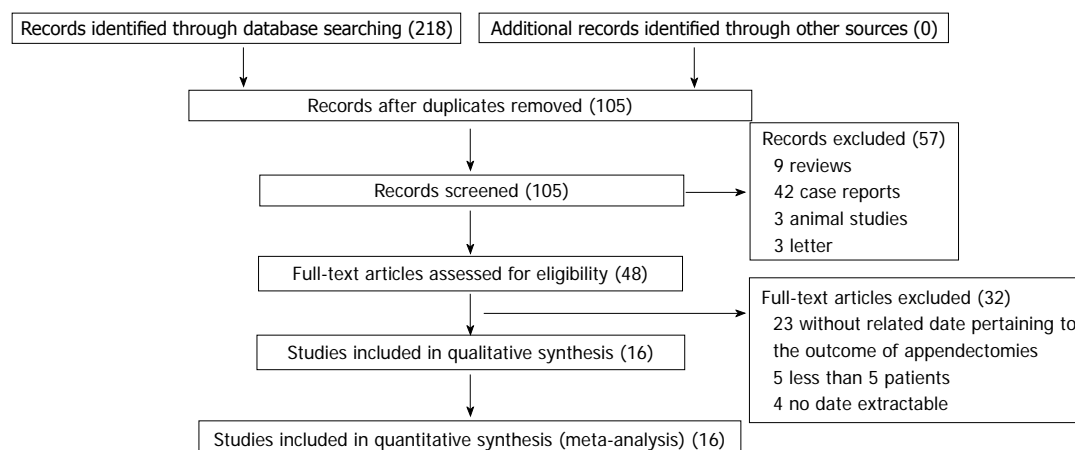 Records identified through database searching (218)
Additional records identified through other sources (0)
Records after duplicates removed (105)
Records screened (105)
Records excluded (57)
9 reviews
42 case reports
3 animal studies
3 letter
Full-text articles assessed for eligibility (48)
Full-text articles excluded (32)
23 without related date pertaining to
the outcome of appendectomies
5 less than 5 patients
4 no date extractable
Studies included in qualitative synthesis (16)
Studies included in quantitative synthesis (meta-analysis) (16)